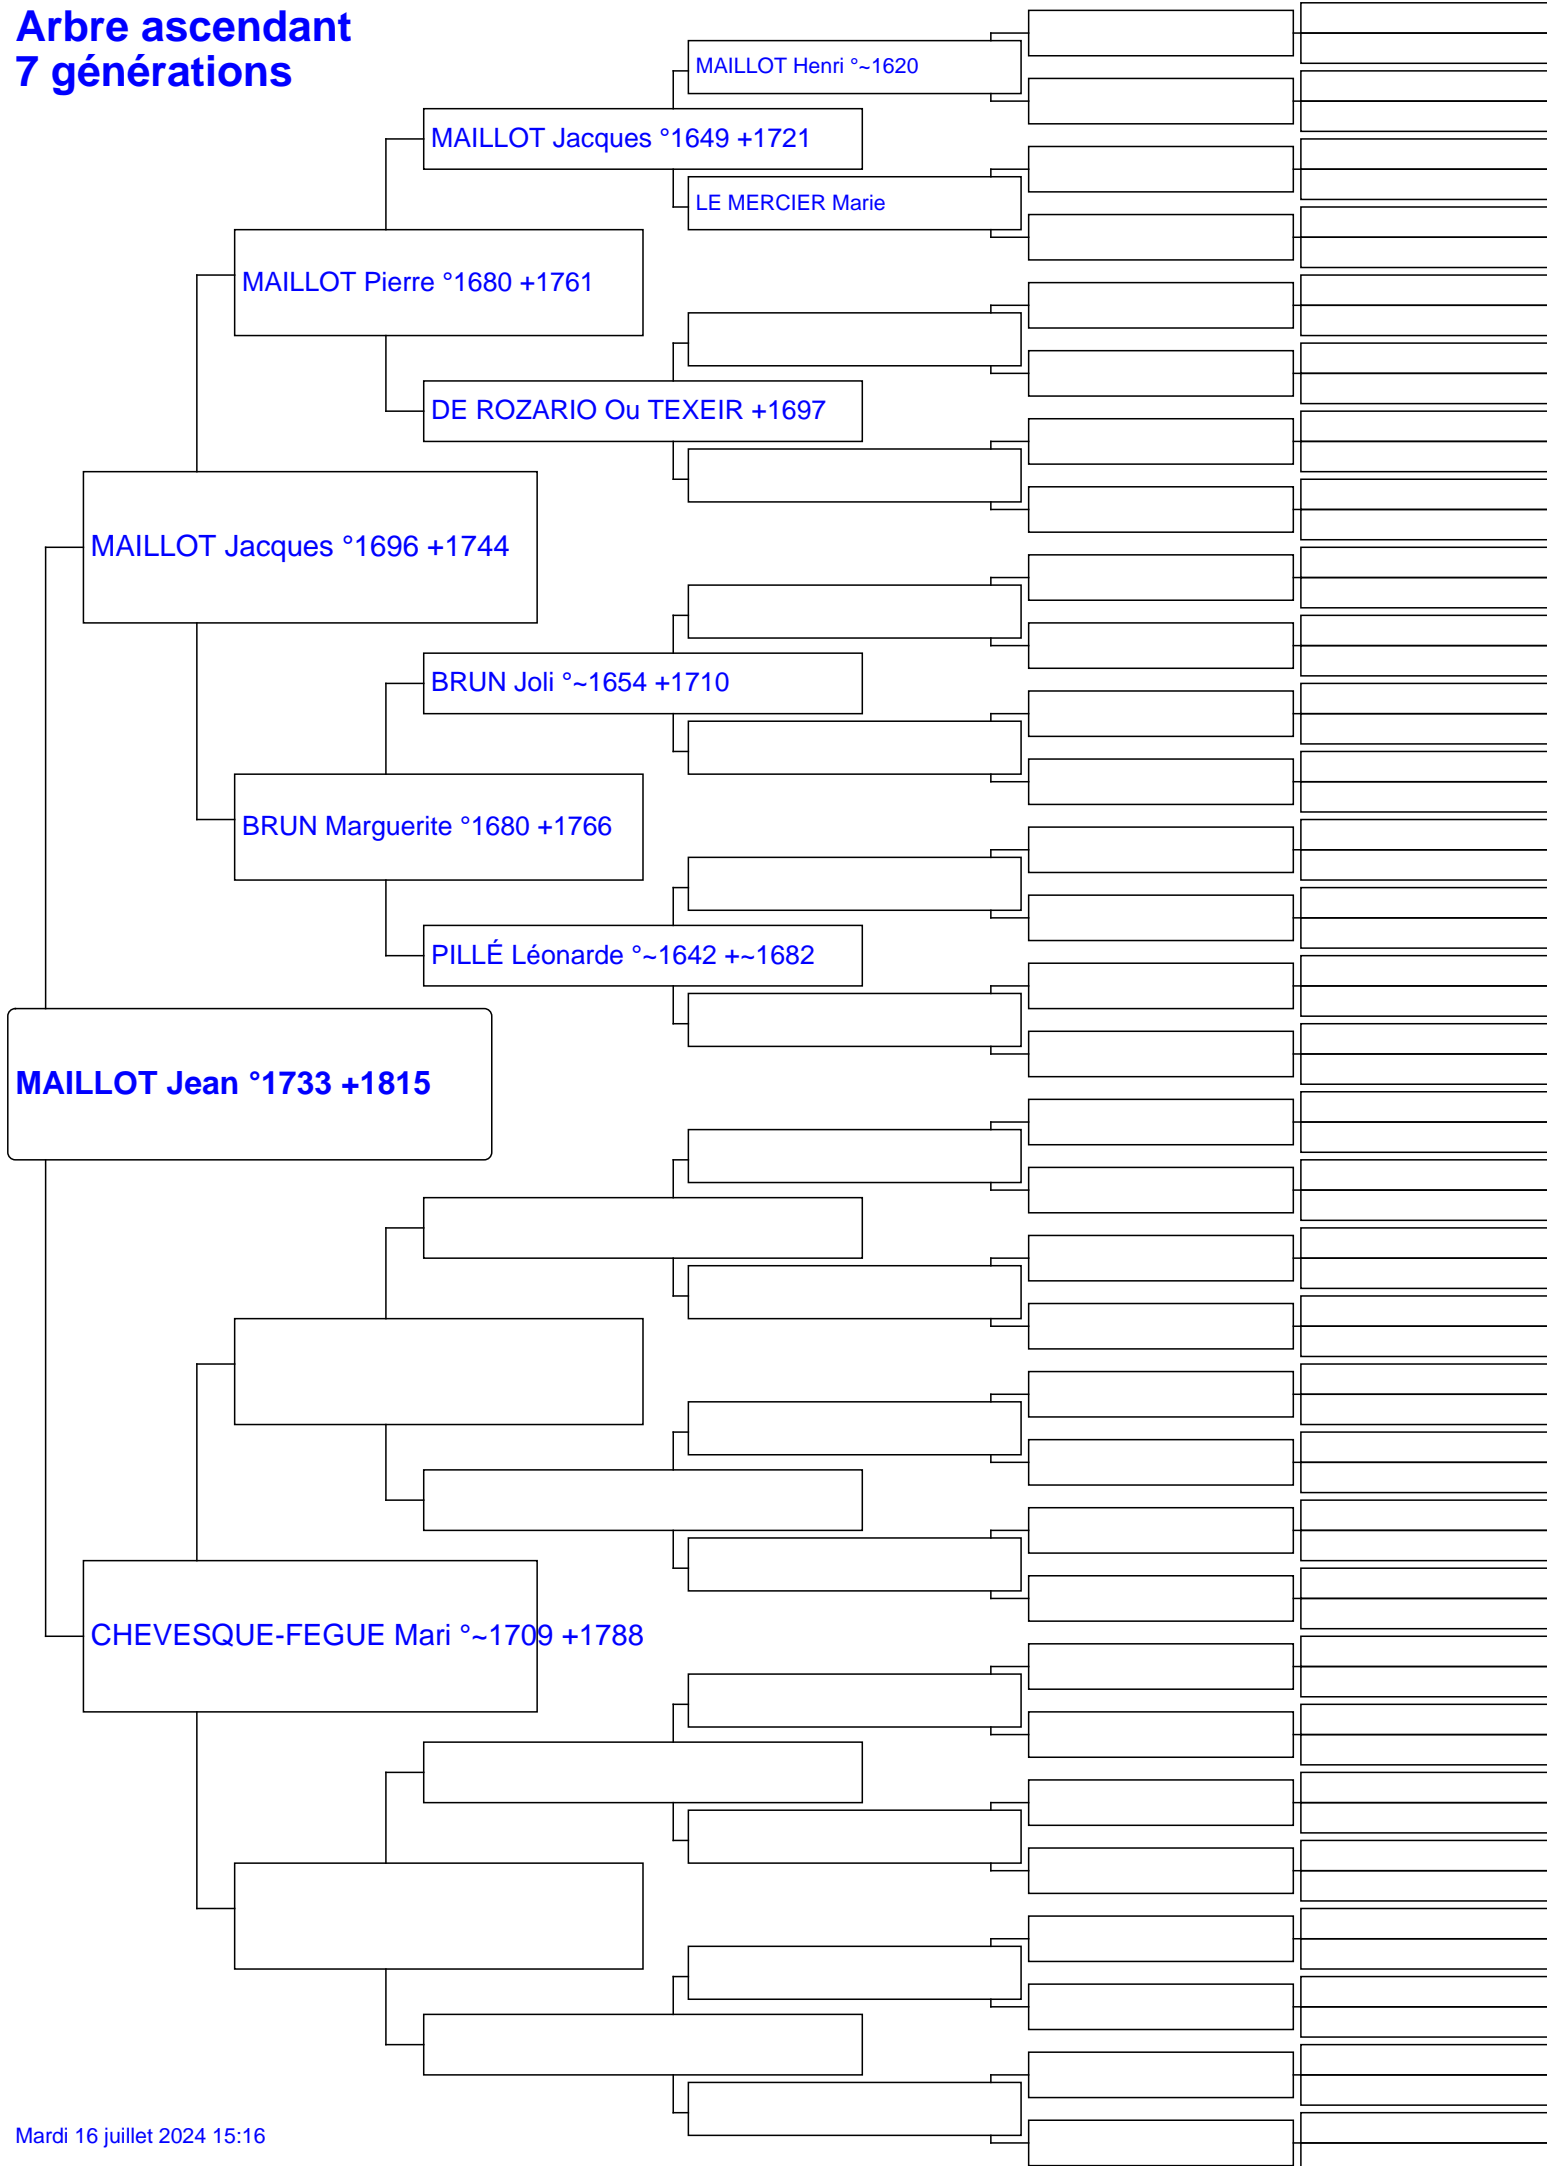 Arbre ascendant
7 générations
MAILLOT Henri °~1620
MAILLOT Jacques °1649 +1721
LE MERCIER Marie
MAILLOT Pierre °1680 +1761
DE ROZARIO Ou TEXEIR +1697
MAILLOT Jacques °1696 +1744
BRUN Joli °~1654 +1710
BRUN Marguerite °1680 +1766
PILLÉ Léonarde °~1642 +~1682
MAILLOT Jean °1733 +1815
CHEVESQUE-FEGUE Mari °~1709 +1788
Mardi 16 juillet 2024 15:16